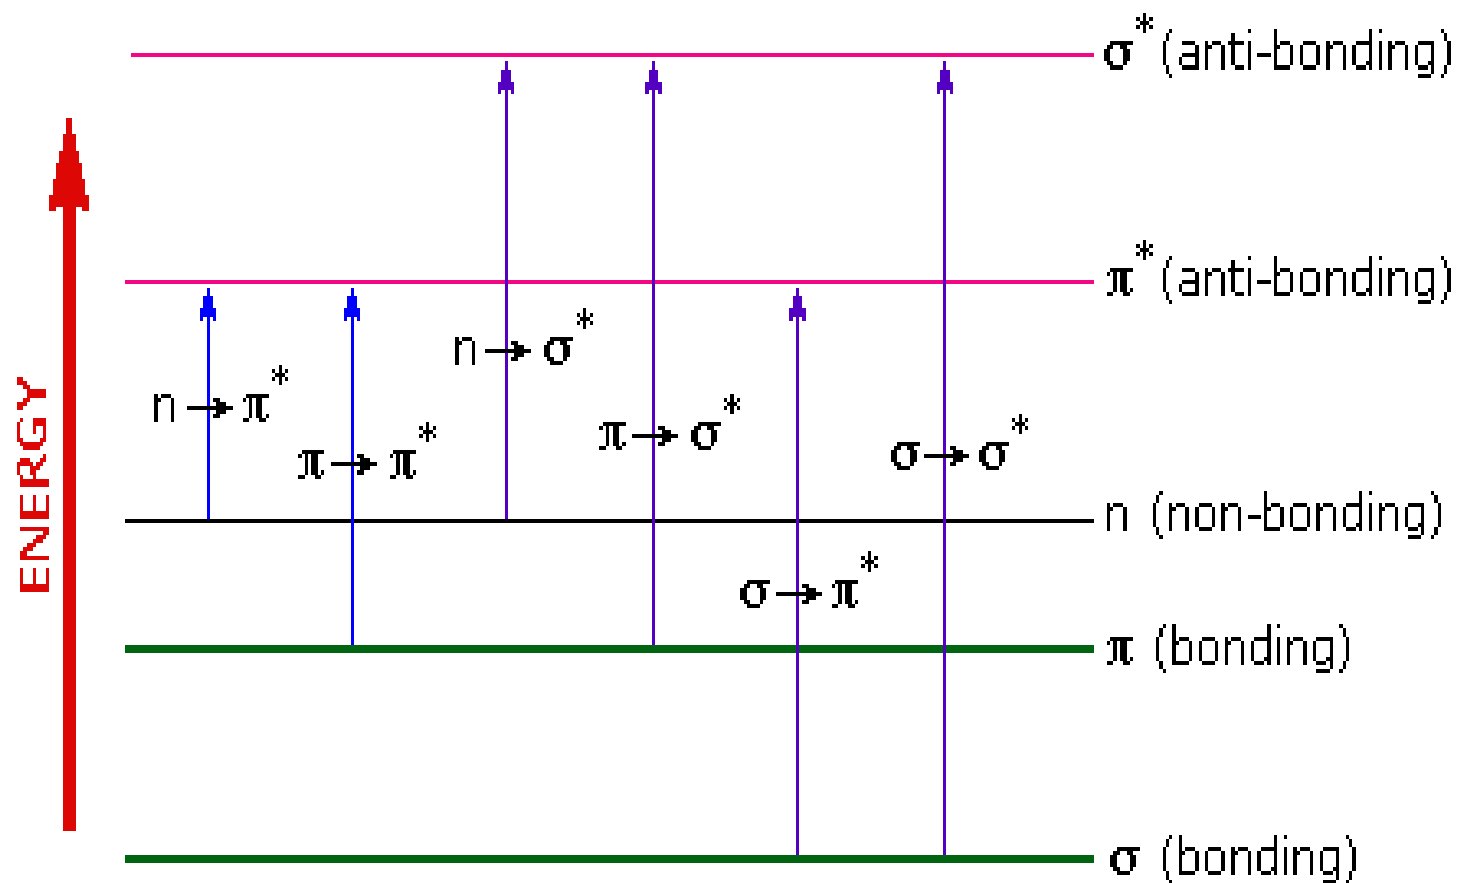 σ* (anti-bonding)
π* (anti-bonding)
n → σ*
n → π*
π → σ*
π → π*
σ → σ*
ENERGY
n (non-bonding)
σ → π*
π (bonding)
σ (bonding)